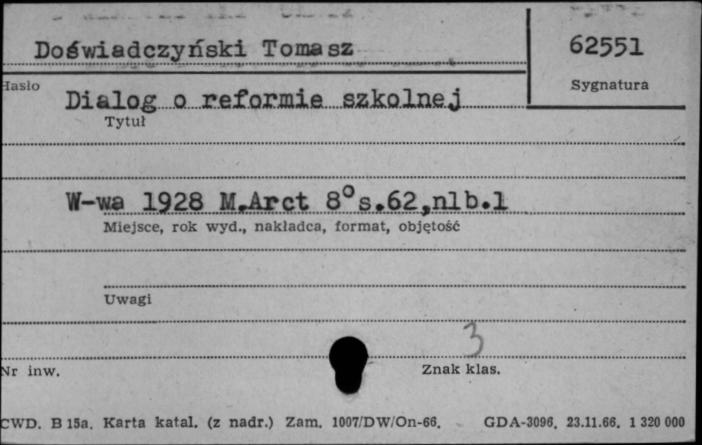 Doświadczyński Tomasz
62551
Hasło
Sygnatura
Dialog o reformie szkolnej
Tytuł
W-wa 1928 M.Arct 8° s.62,nlb.1
Miejsce, rok wyd., nakładca, format, objętość
Uwagi
3
Nr inw.
Znak klas.
CWD. B 15a. Karta katal. (z nadr.) Zam. 1007/DW/On-66. GDA-3096. 23.11.66. 1 320 000